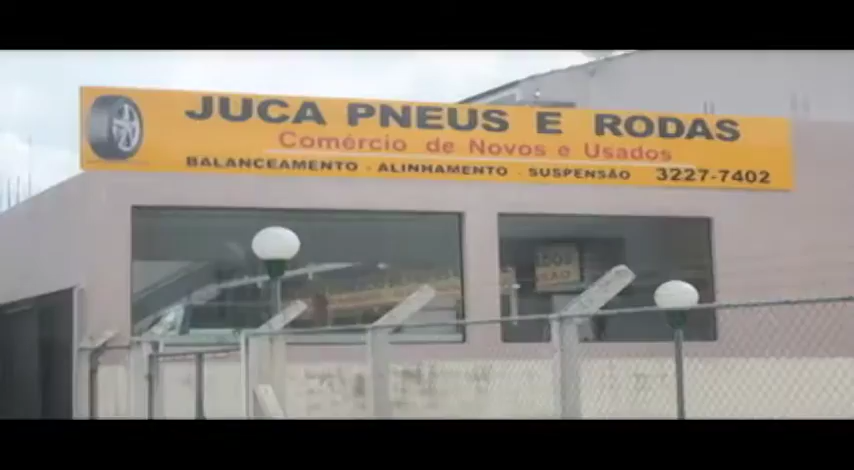 JUCA PNEUS E RODAS
Comércio de Novos e Usados
BALANCEAMENTO - ALINHAMENTO - SUSPENSÃO 3227-7402